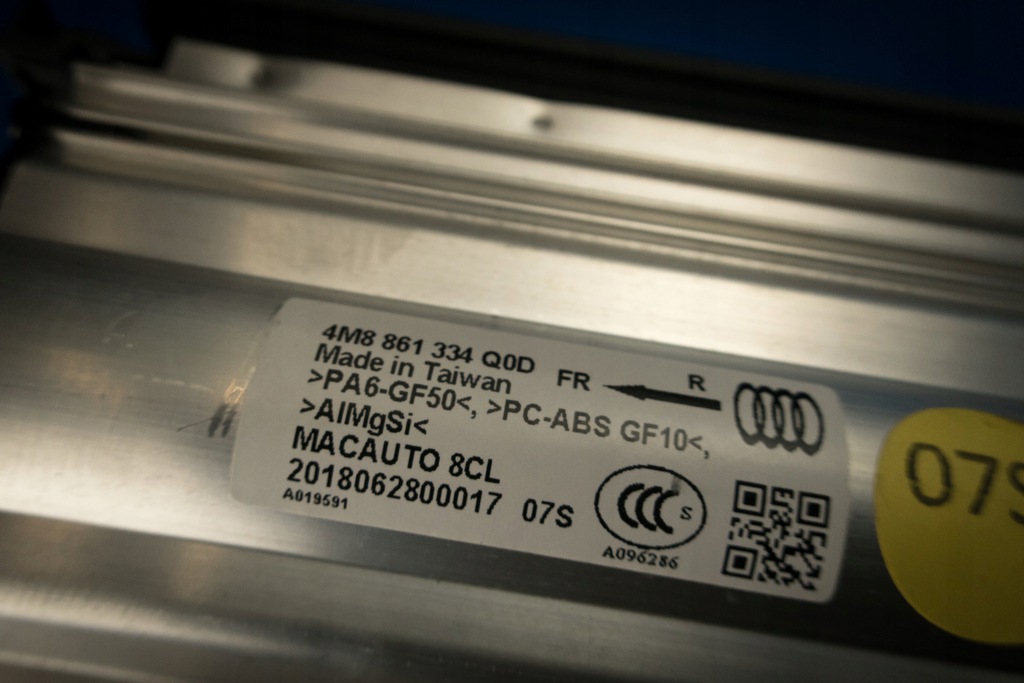 4M8 861 334 Q0D
FR R
Made in Taiwan
>PA6-GF50<, >PC-ABS GF10<,
>AlMgSi<
MACAUTO 8CL
2018062800017 07S
A019591
CCC S
A096286
07S